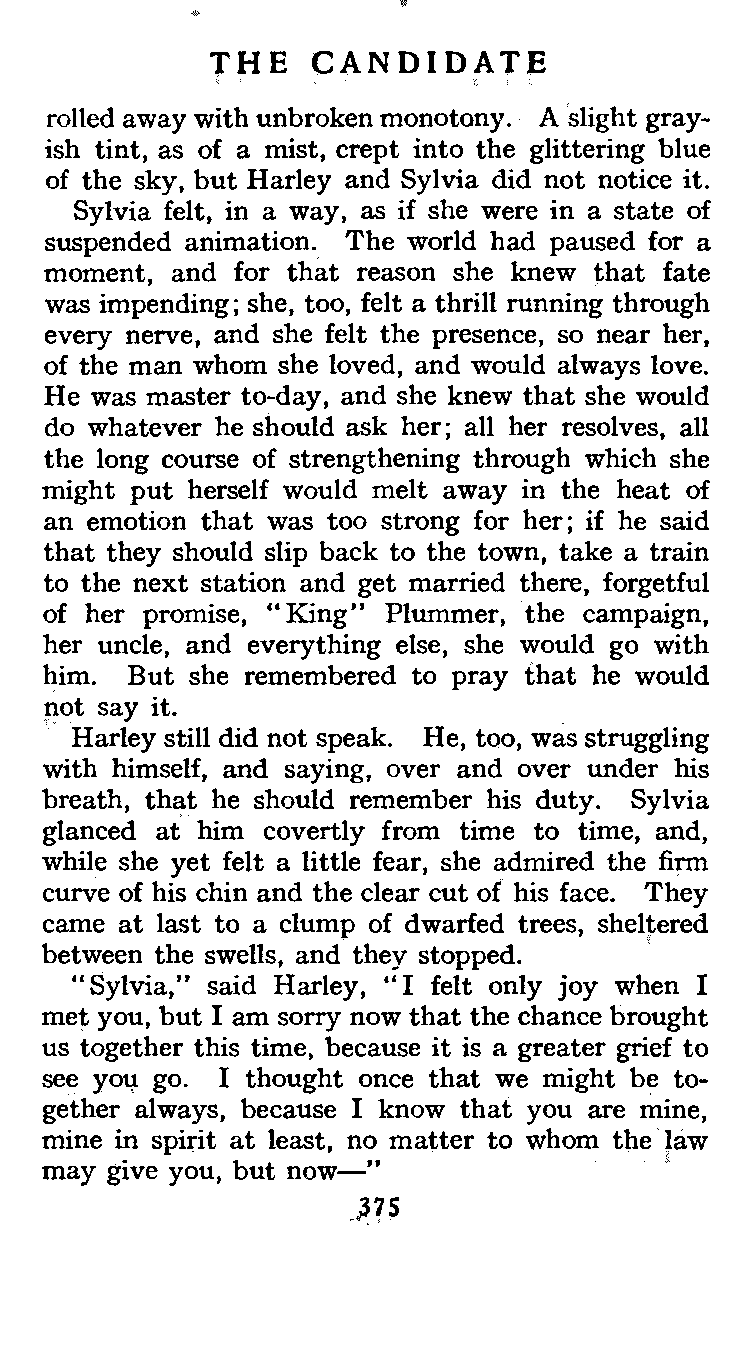 THE CANDIDATE
rolled away with unbroken monotony. A slight gray-
ish tint, as of a mist, crept into the glittering blue
of the sky, but Harley and Sylvia did not notice it.
Sylvia felt, in a way, as if she were in a state of
suspended animation. The world had paused for a
moment, and for that reason she knew that fate
was impending; she, too, felt a thrill running through
every nerve, and she felt the presence, so near her,
of the man whom she loved, and would always love.
He was master to-day, and she knew that she would
do whatever he should ask her; all her resolves, all
the long course of strengthening through which she
might put herself would melt away in the heat of
an emotion that was too strong for her; if he said
that they should slip back to the town, take a train
to the next station and get married there, forgetful
of her promise, "King" Plummer, the campaign,
her uncle, and everything else, she would go with
him. But she remembered to pray that he would
not say it.
Harley still did not speak. He, too, was struggling
with himself, and saying, over and over under his
breath, that he should remember his duty. Sylvia
glanced at him covertly from time to time, and,
while she yet felt a little fear, she admired the firm
curve of his chin and the clear cut of his face. They
came at last to a clump of dwarfed trees, sheltered
between the swells, and they stopped.
"Sylvia," said Harley, "I felt only joy when I
met you, but I am sorry now that the chance brought
us together this time, because it is a greater grief to
see you go. I thought once that we might be to-
gether always, because I know that you are mine,
mine in spirit at least, no matter to whom the law
may give you, but now—"
375